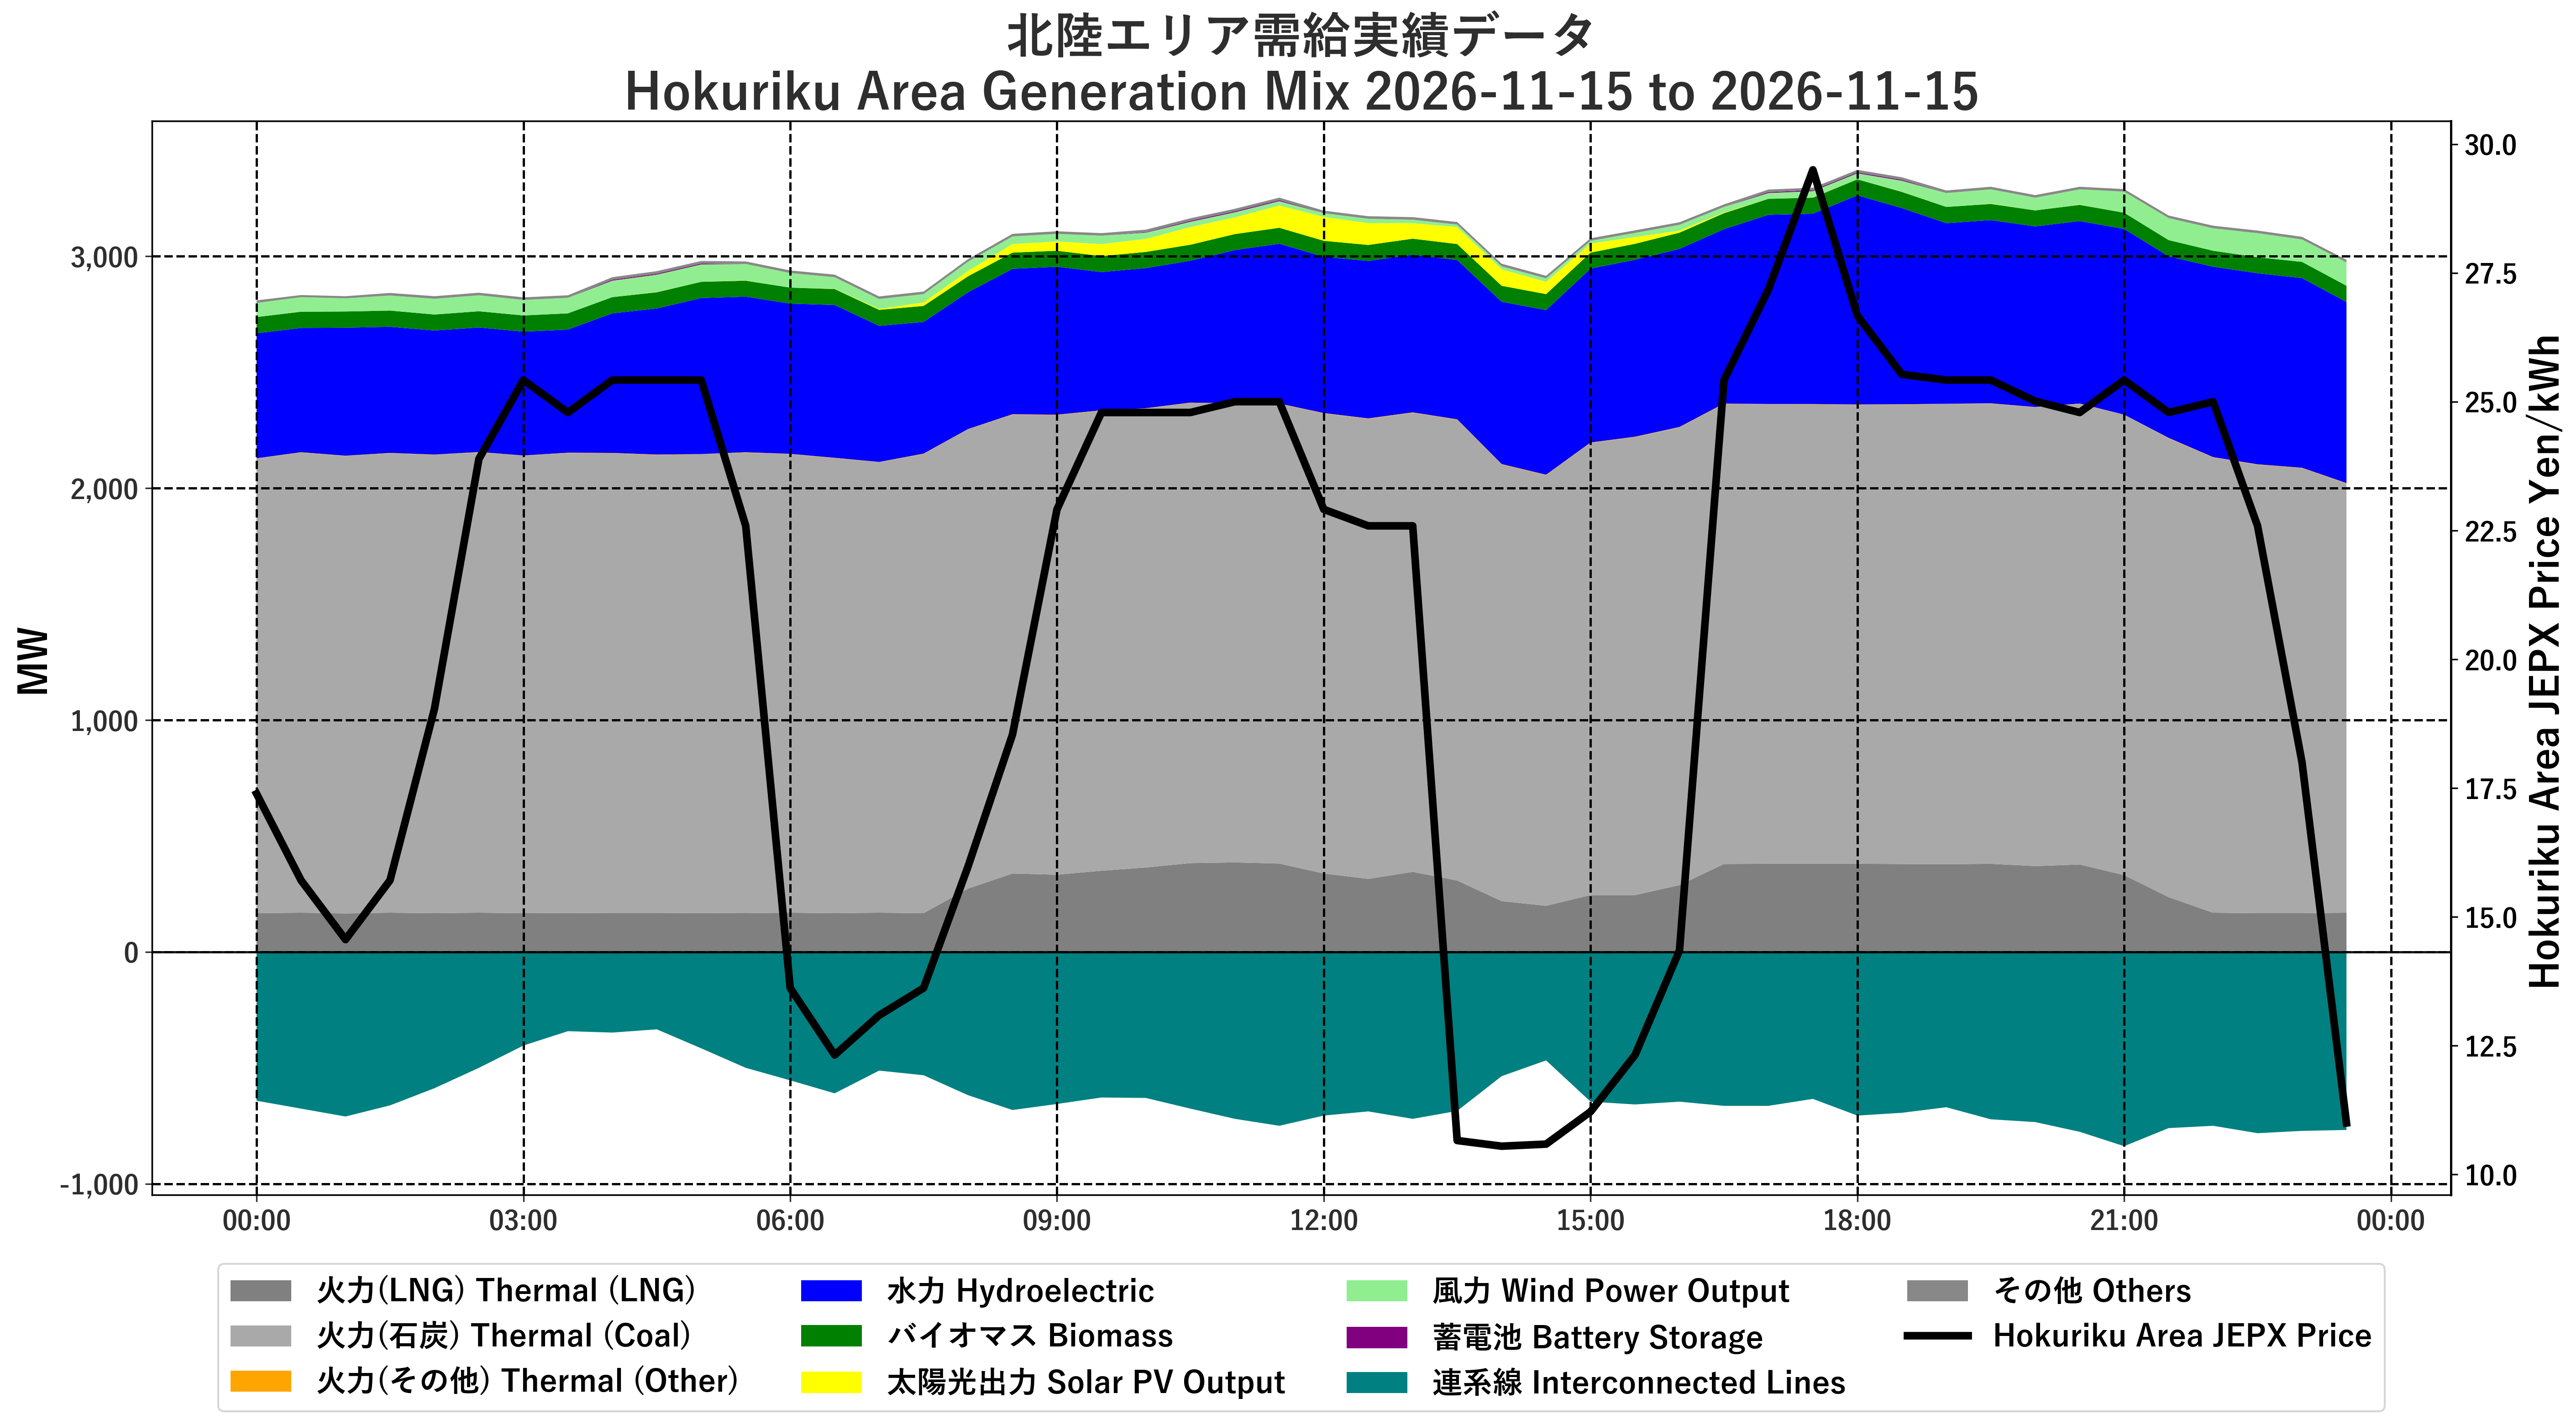 北陸エリア需給実績データ
Hokuriku Area Generation Mix 2026-11-15 to 2026-11-15
MW
3,000
2,000
1,000
0
-1,000
30.0
27.5
25.0
22.5
20.0
17.5
15.0
12.5
10.0
Hokuriku Area JEPX Price Yen/kWh
00:00 03:00 06:00 09:00 12:00 15:00 18:00 21:00 00:00
火力(LNG) Thermal (LNG)
火力(石炭) Thermal (Coal)
火力(その他) Thermal (Other)
水力 Hydroelectric
バイオマス Biomass
太陽光出力 Solar PV Output
風力 Wind Power Output
蓄電池 Battery Storage
連系線 Interconnected Lines
その他 Others
Hokuriku Area JEPX Price